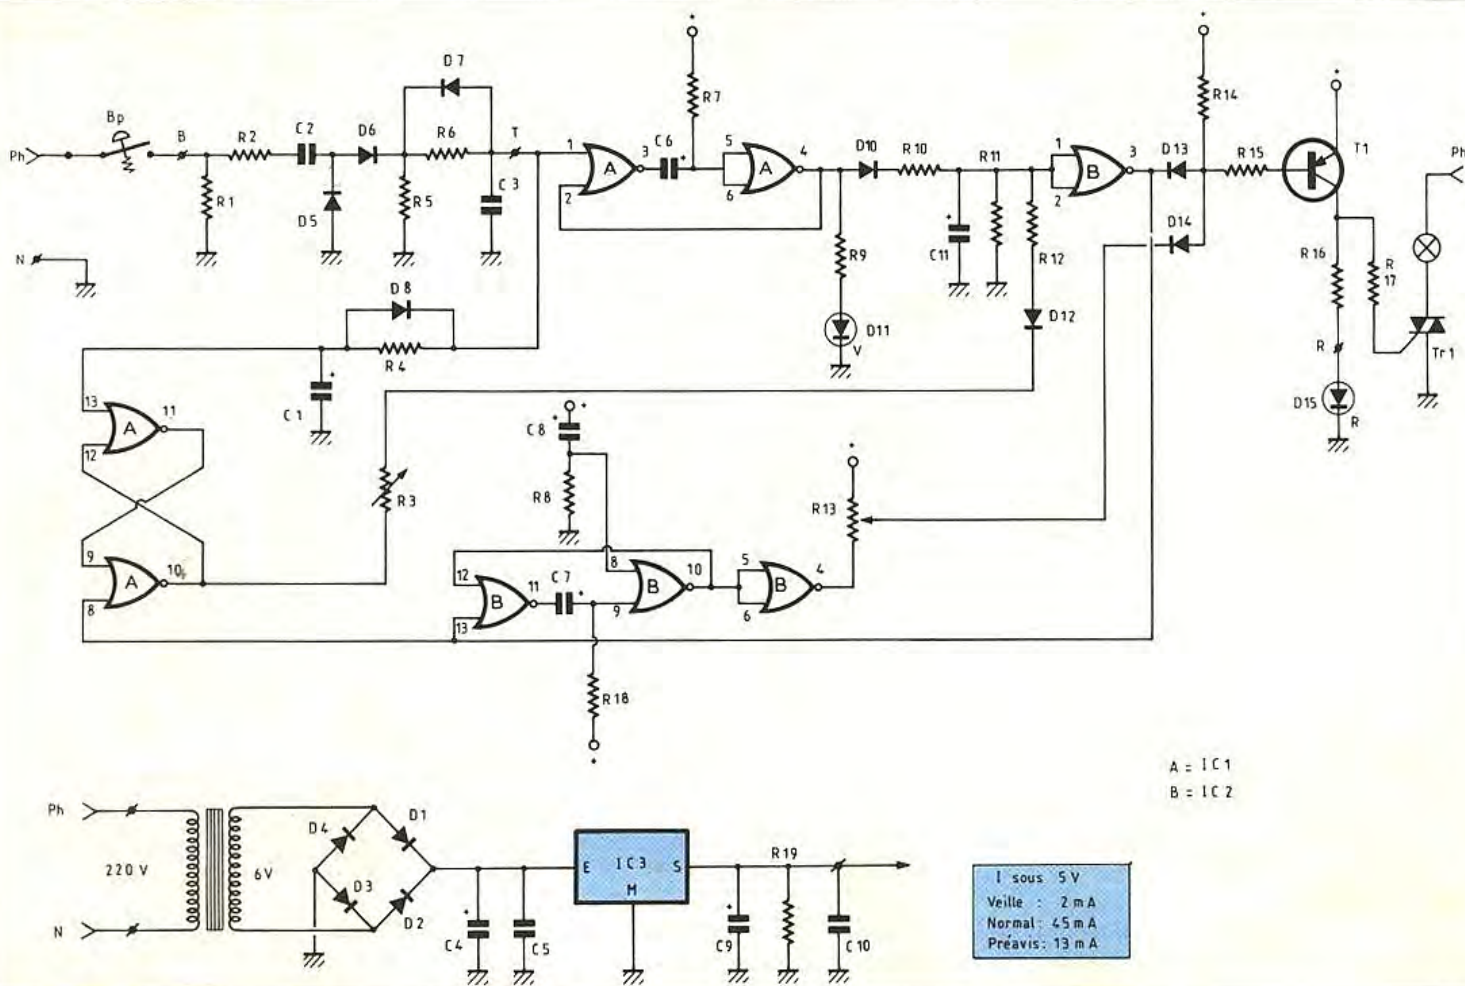 +
+
+
D7
R14
Bp
R7
B
R2
C2
D6
R6
T
C6
D10
R10
R11
D13
R15
T1
Ph
Ph
1
3
+
5
4
1
3
A
A
B
2
6
2
R1
D5
R5
C3
D14
R9
+
C11
R12
R16
R
17
N
D8
D11
V
D12
R4
R
Tr1
+
C1
D15
R
13
11
A
12
+
+
C8
+
R3
R8
R13
9
10
A
8
12
11
C7
+
8
10
5
4
B
B
B
13
9
6
R18
+
A = IC1
B = IC2
Ph
D4
D1
220 V
6V
E
IC3
S
R19
M
D3
D2
N
+
C4
C5
+
C9
C10
I sous 5V
Veille : 2 mA
Normal : 45 mA
Préavis : 13 mA